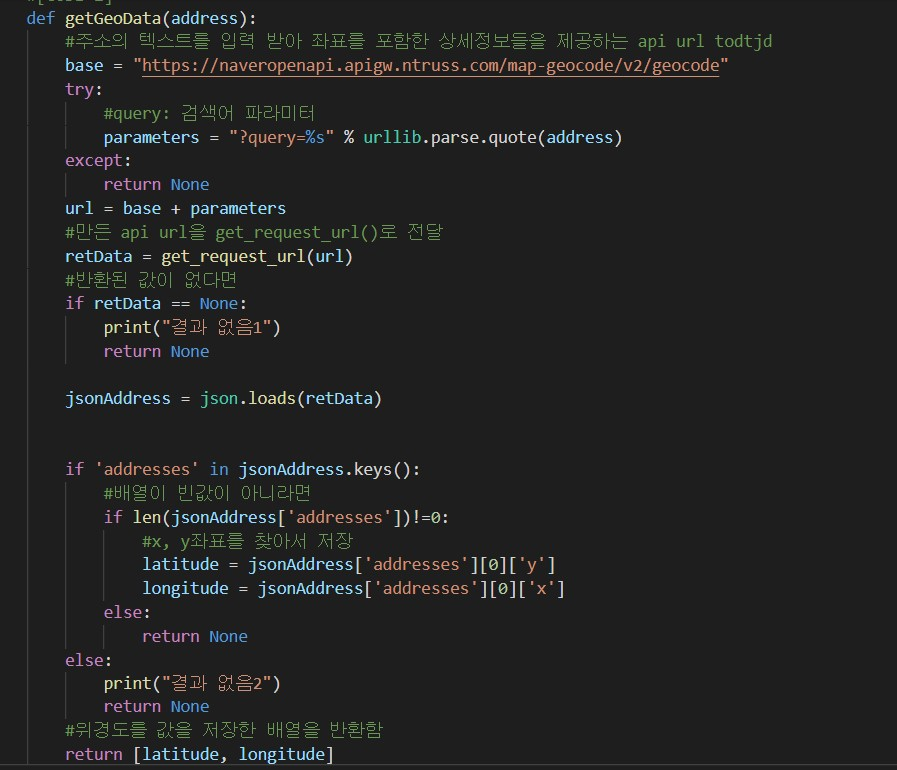 def getGeoData(address):
#주소의 텍스트를 입력 받아 좌표를 포함한 상세정보들을 제공하는 api url todtjd
base = "https://naveropenapi.apigw.ntruss.com/map-geocode/v2/geocode"
try:
#query: 검색어 파라미터
parameters = "?query=%s" % urllib.parse.quote(address)
except:
return None
url = base + parameters
#만든 api url을 get_request_url()로 전달
retData = get_request_url(url)
#반환된 값이 없다면
if retData == None:
print("결과 없음1")
return None
jsonAddress = json.loads(retData)
if 'addresses' in jsonAddress.keys():
#배열이 빈값이 아니라면
if len(jsonAddress['addresses'])!=0:
#x, y좌표를 찾아서 저장
latitude = jsonAddress['addresses'][0]['y']
longitude = jsonAddress['addresses'][0]['x']
else:
return None
else:
print("결과 없음2")
return None
#위경도를 값을 저장한 배열을 반환함
return [latitude, longitude]